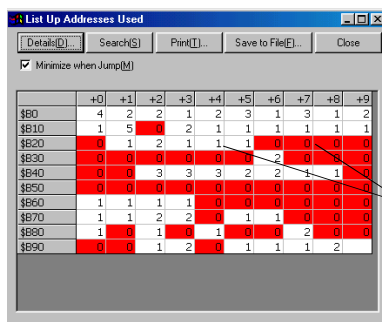 List Up Addresses Used
Details[D]... Search[S] Print[T]... Save to File[F]... Close
Minimize when Jump[M]
+0 +1 +2 +3 +4 +5 +6 +7 +8 +9
$B0 4 2 2 1 2 3 1 3 1 2
$B10 1 5 0 2 1 1 1 1 1 1
$B20 0 1 2 1 1 1 0 0 0 0
$B30 0 0 0 0 0 0 2 0 0 0
$B40 0 0 3 3 3 2 2 1 1 0
$B50 0 0 0 0 0 0 0 0 0 0
$B60 1 1 1 1 0 0 0 0 0 0
$B70 1 1 2 2 0 1 1 0 0 0
$B80 1 0 1 0 1 0 0 2 0 0
$B90 0 0 1 2 0 1 1 1 2